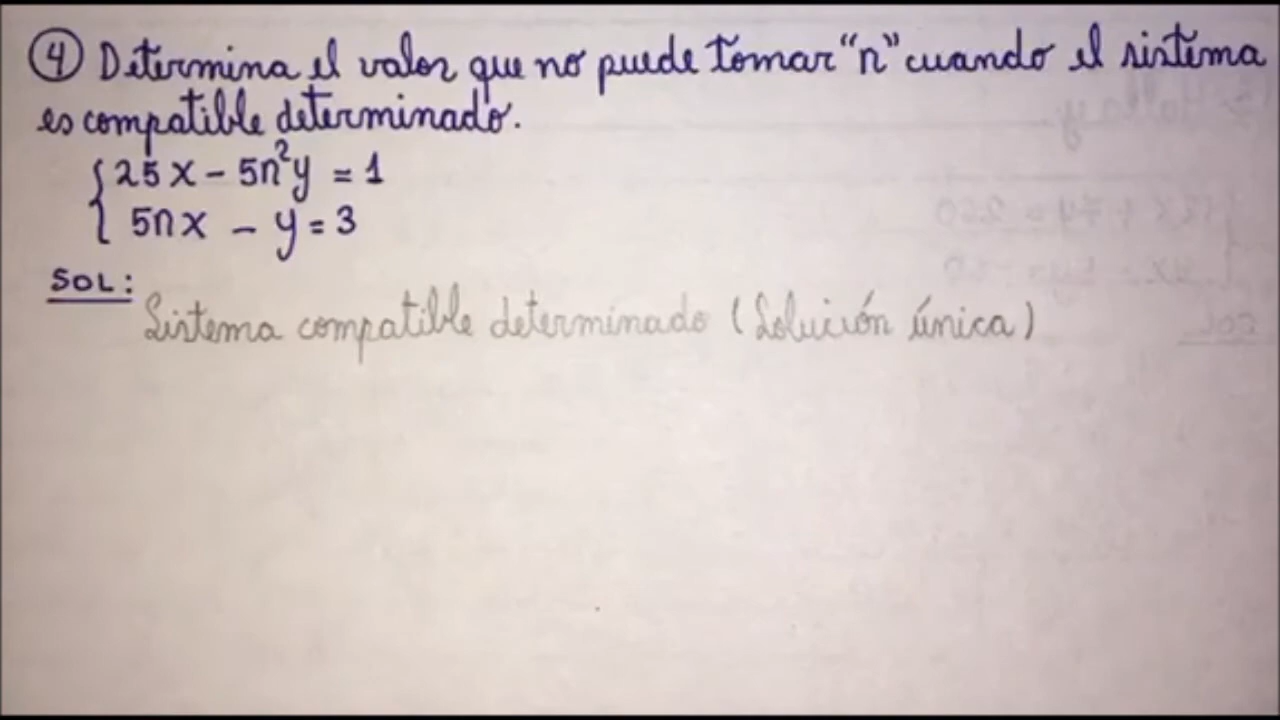 ④ Determina el valor que no puede tomar "n" cuando el sistema
es compatible determinado.
{ 25x - 5n²y = 1
5nx - y = 3
SOL:
Sistema compatible determinado (Solución única)